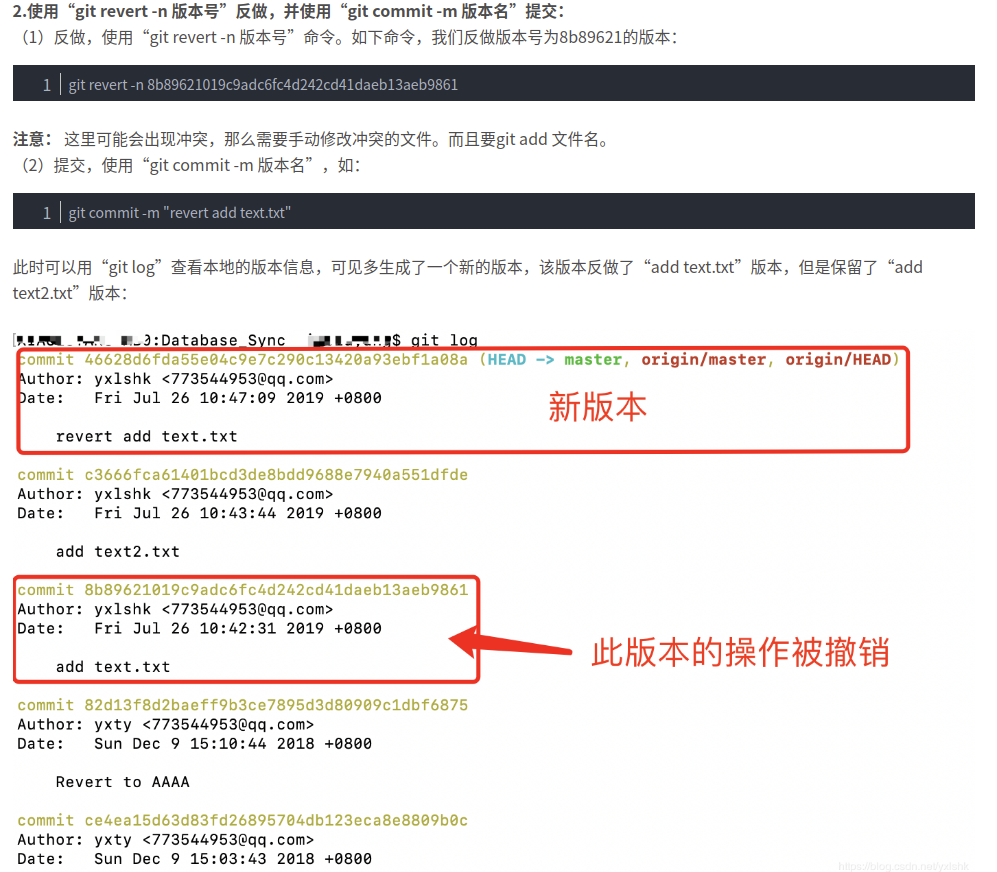 2.使用“git revert -n 版本号”反做，并使用“git commit -m 版本名”提交：
（1）反做，使用“git revert -n 版本号”命令。如下命令，我们反做版本号为8b89621的版本：
1 git revert -n 8b89621019c9adc6fc4d242cd41daeb13aeb9861
注意： 这里可能会出现冲突，那么需要手动修改冲突的文件。而且要git add 文件名。
（2）提交，使用“git commit -m 版本名”，如：
1 git commit -m "revert add text.txt"
此时可以用“git log”查看本地的版本信息，可见多生成了一个新的版本，该版本反做了“add text.txt”版本，但是保留了“add
text2.txt”版本：
:Database_Sync $ git log
commit 46628d6fda55e04c9e7c290c13420a93ebf1a08a (HEAD -> master, origin/master, origin/HEAD)
Author: yxlshk <773544953@qq.com>
Date:   Fri Jul 26 10:47:09 2019 +0800
新版本
revert add text.txt
commit c3666fca61401bcd3de8bdd9688e7940a551dfde
Author: yxlshk <773544953@qq.com>
Date:   Fri Jul 26 10:43:44 2019 +0800
add text2.txt
commit 8b89621019c9adc6fc4d242cd41daeb13aeb9861
Author: yxlshk <773544953@qq.com>
Date:   Fri Jul 26 10:42:31 2019 +0800
此版本的操作被撤销
add text.txt
commit 82d13f8d2baeff9b3ce7895d3d80909c1dbf6875
Author: yxty <773544953@qq.com>
Date:   Sun Dec 9 15:10:44 2018 +0800
Revert to AAAA
commit ce4ea15d63d83fd26895704db123eca8e8809b0c
Author: yxty <773544953@qq.com>
Date:   Sun Dec 9 15:03:43 2018 +0800
https://blog.csdn.net/yxlshk